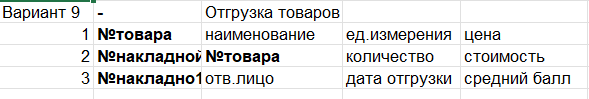 Вариант 9 - Отгрузка товаров
1 №товара наименование ед.измерения цена
2 №накладной №товара количество стоимость
3 №накладно1 отв.лицо дата отгрузки средний балл